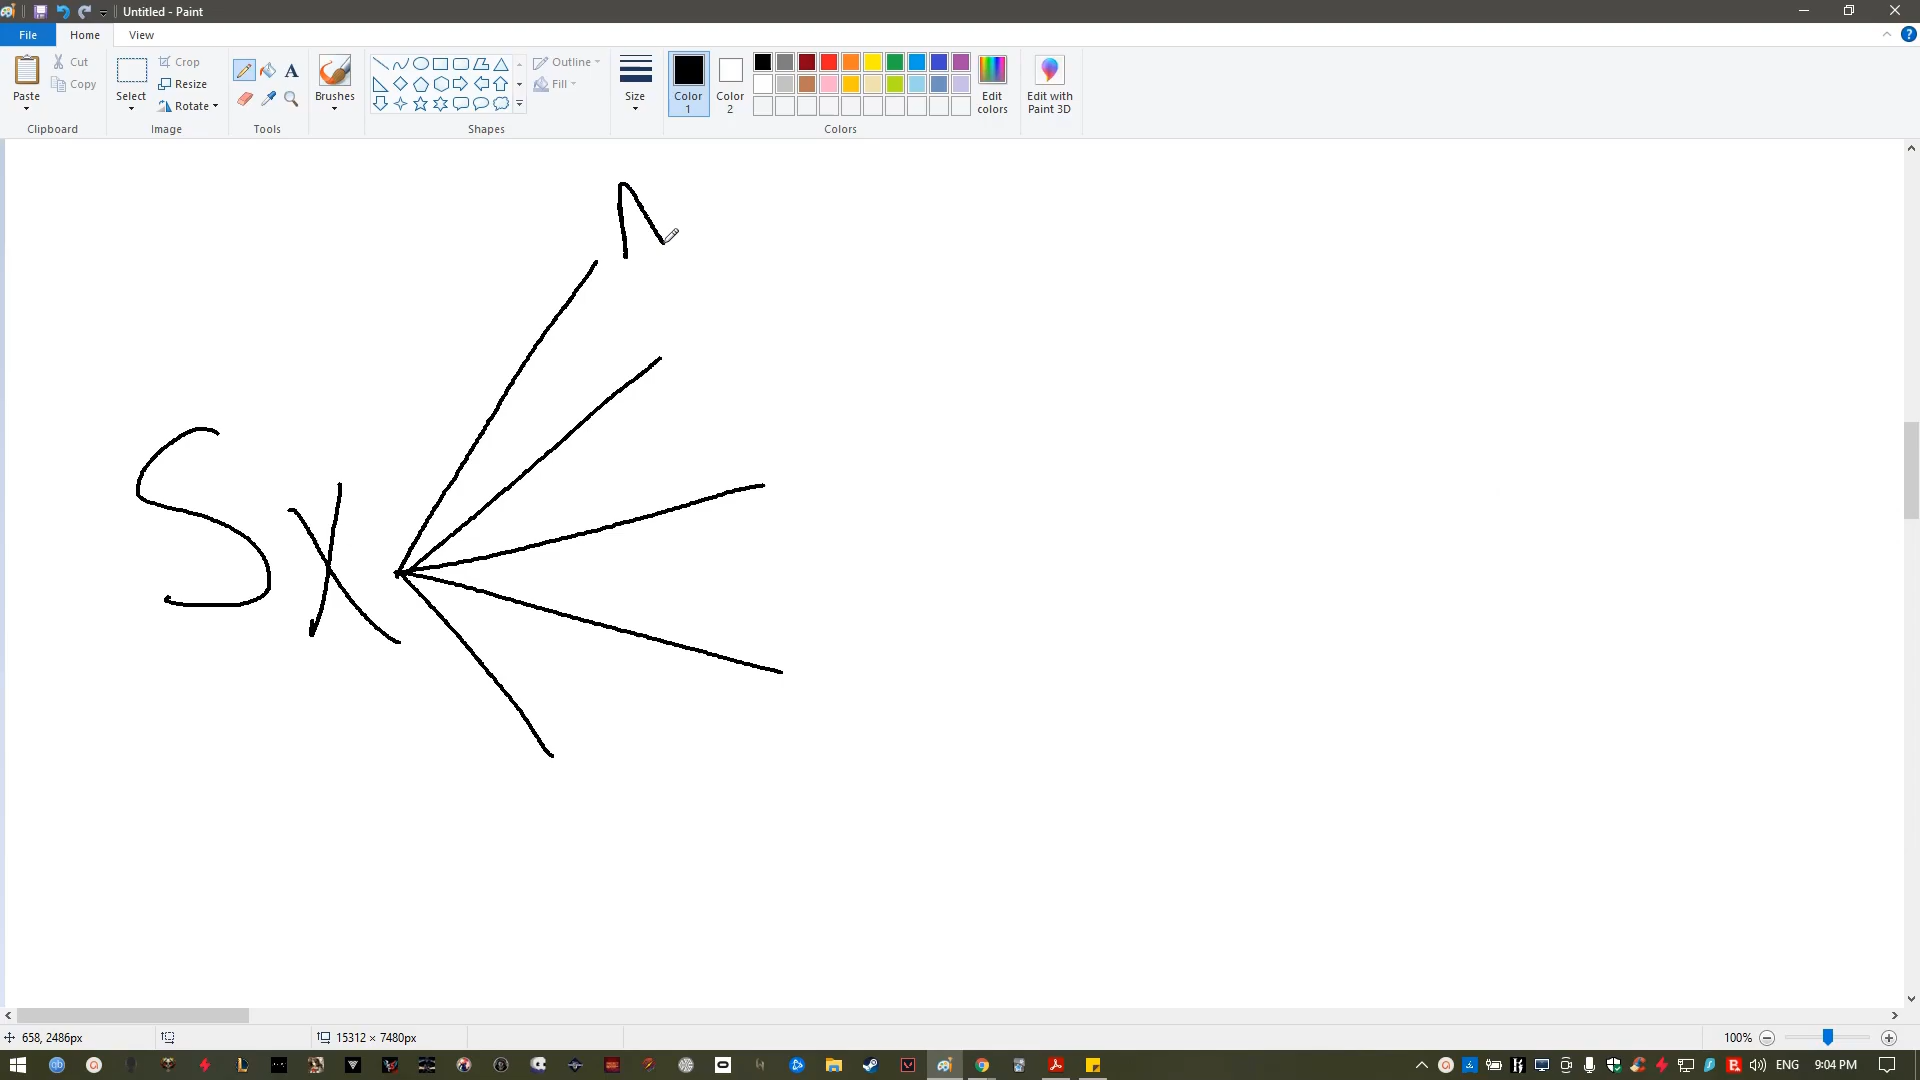 Untitled - Paint
File Home View
Paste Cut Copy Clipboard
Select Crop Resize Rotate Image
Tools
Brushes
Shapes
Outline Fill
Size
Color 1 Color 2
Edit colors
Edit with Paint 3D
Colors
Sx
658, 2486px
15312 × 7480px
100%
ENG
9:04 PM